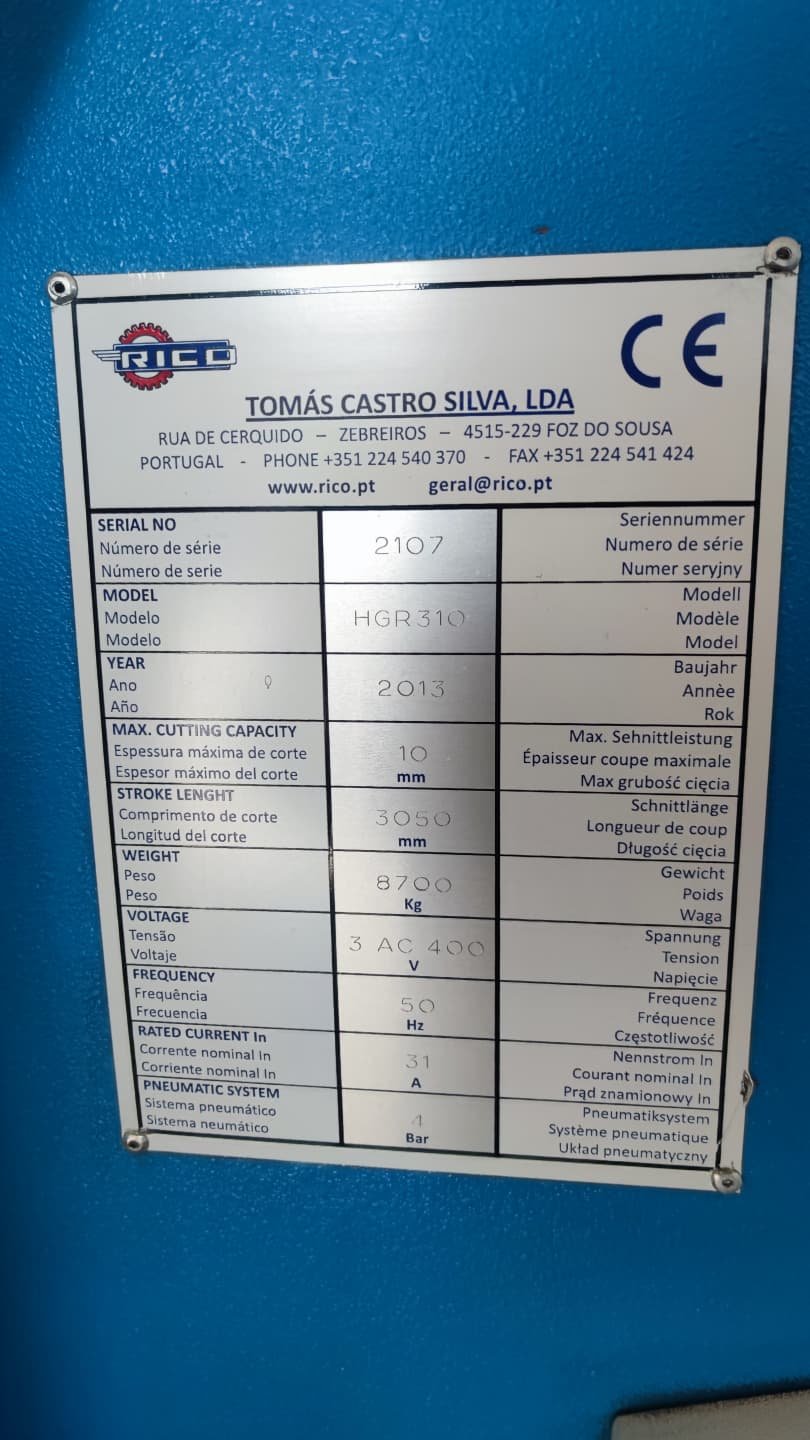 RICO
CE
TOMÁS CASTRO SILVA, LDA
RUA DE CERQUIDO – ZEBREIROS – 4515-229 FOZ DO SOUSA
PORTUGAL - PHONE +351 224 540 370 - FAX +351 224 541 424
www.rico.pt geral@rico.pt
SERIAL NO
Número de série
Número de serie
2107
Seriennummer
Numero de série
Numer seryjny
MODEL
Modelo
Modelo
HGR310
Modell
Modèle
Model
YEAR
Ano
Año
2013
Baujahr
Annèe
Rok
MAX. CUTTING CAPACITY
Espessura máxima de corte
Espesor máximo del corte
10
mm
Max. Sehnittleistung
Épaisseur coupe maximale
Max grubość cięcia
STROKE LENGHT
Comprimento de corte
Longitud del corte
3050
mm
Schnittlänge
Longueur de coup
Długość cięcia
WEIGHT
Peso
Peso
8700
Kg
Gewicht
Poids
Waga
VOLTAGE
Tensão
Voltaje
3 AC 400
V
Spannung
Tension
Napięcie
FREQUENCY
Frequência
Frecuencia
50
Hz
Frequenz
Fréquence
Częstotliwość
RATED CURRENT In
Corrente nominal In
Corriente nominal In
31
A
Nennstrom In
Courant nominal In
Prąd znamionowy In
PNEUMATIC SYSTEM
Sistema pneumático
Sistema neumático
4
Bar
Pneumatiksystem
Système pneumatique
Układ pneumatyczny